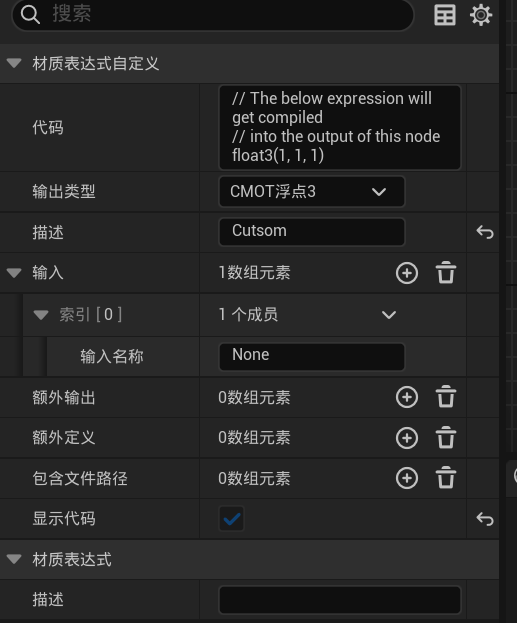 搜索
材质表达式自定义
代码
// The below expression will
get compiled
// into the output of this node
float3(1, 1, 1)
输出类型
CMOT浮点3
描述
Cutsom
输入
1数组元素
索引 [ 0 ]
1 个成员
输入名称
None
额外输出
0数组元素
额外定义
0数组元素
包含文件路径
0数组元素
显示代码
材质表达式
描述